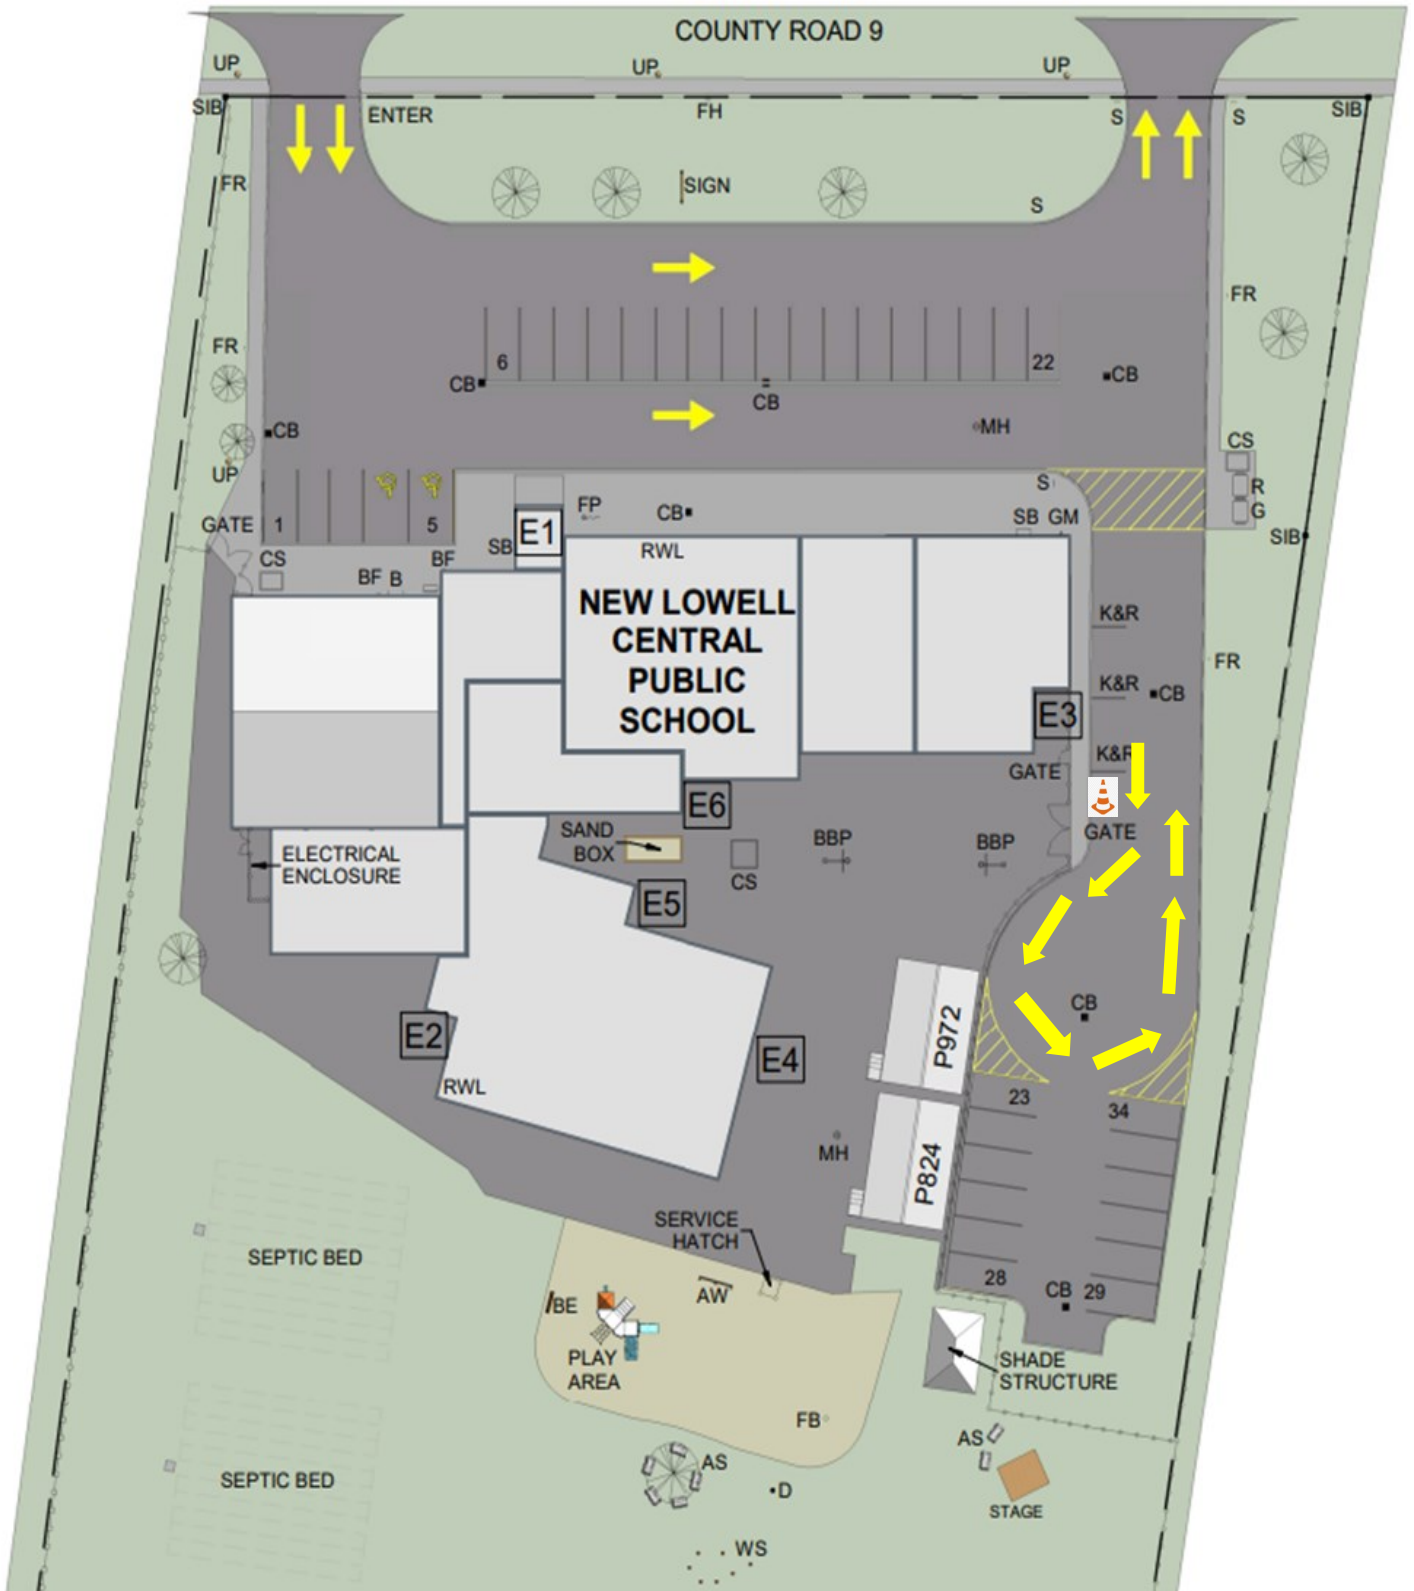 COUNTY ROAD 9
UP
UP
UP
SIB
ENTER
FH
S
S
SIB
FR
SIGN
S
FR
FR
6
22
CB
CB
CB
CB
MH
UP
CS
R
G
GATE
1
5
S
FP
CB
SB
GM
SIB
CS
BF
B
BF
SB
E1
RWL
NEW LOWELL
CENTRAL
PUBLIC
SCHOOL
K&R
FR
K&R
CB
E3
K&R
GATE
E6
GATE
SAND
BOX
BBP
BBP
CS
ELECTRICAL
ENCLOSURE
E5
E2
CB
P972
E4
RWL
23
34
MH
P824
SERVICE
HATCH
SEPTIC BED
28
CB
29
BE
AW
PLAY
AREA
SHADE
STRUCTURE
FB
AS
AS
SEPTIC BED
D
STAGE
WS